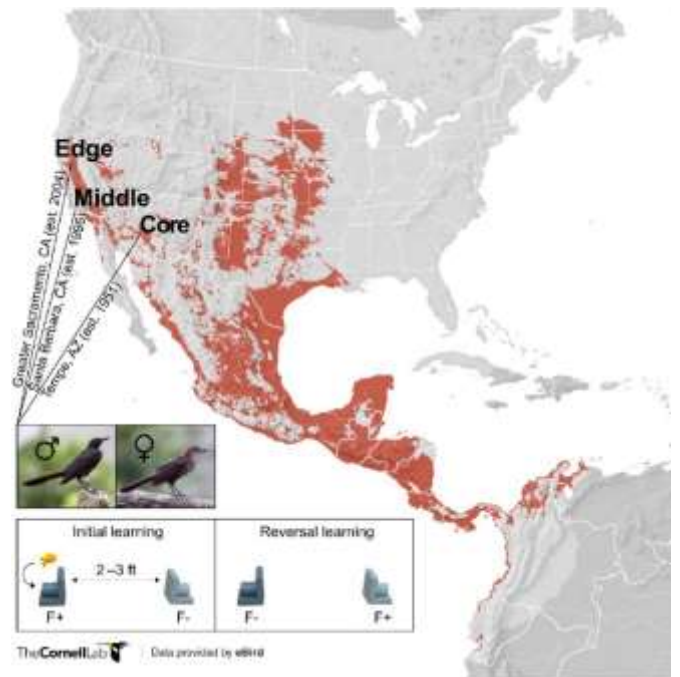 Edge
Middle
Core
Greater Sacramento, CA (est. 2004)
Santa Barbara, CA (est. 1996)
Tempe, AZ (est. 1951)
♂
♀
Initial learning
Reversal learning
2 –3 ft
F+
F-
F-
F+
TheCornellLab
Data provided by eBird